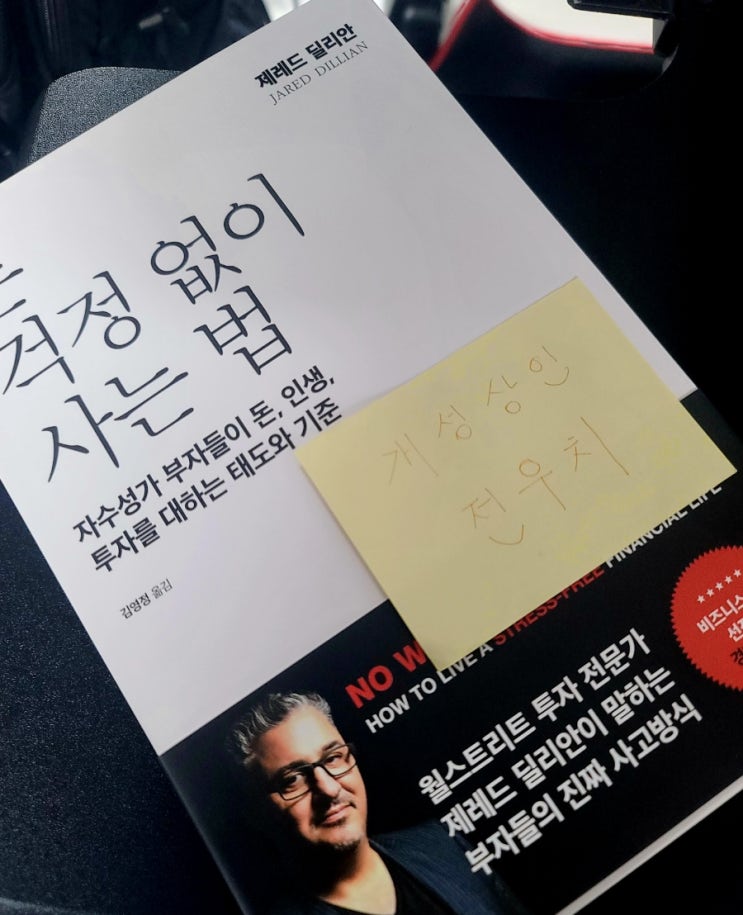 제레드 딜리안
JARED DILLIAN
걱정 없이
사는 법
자수성가 부자들이 돈, 인생,
투자를 대하는 태도와 기준
김영정 옮김
개성상인
전우치
NO
HOW TO LIVE A STRESS-FREE FINANCIAL LIFE
월스트리트 투자 전문가
제레드 딜리안이 말하는
부자들의 진짜 사고방식
★★★★★
비즈니스